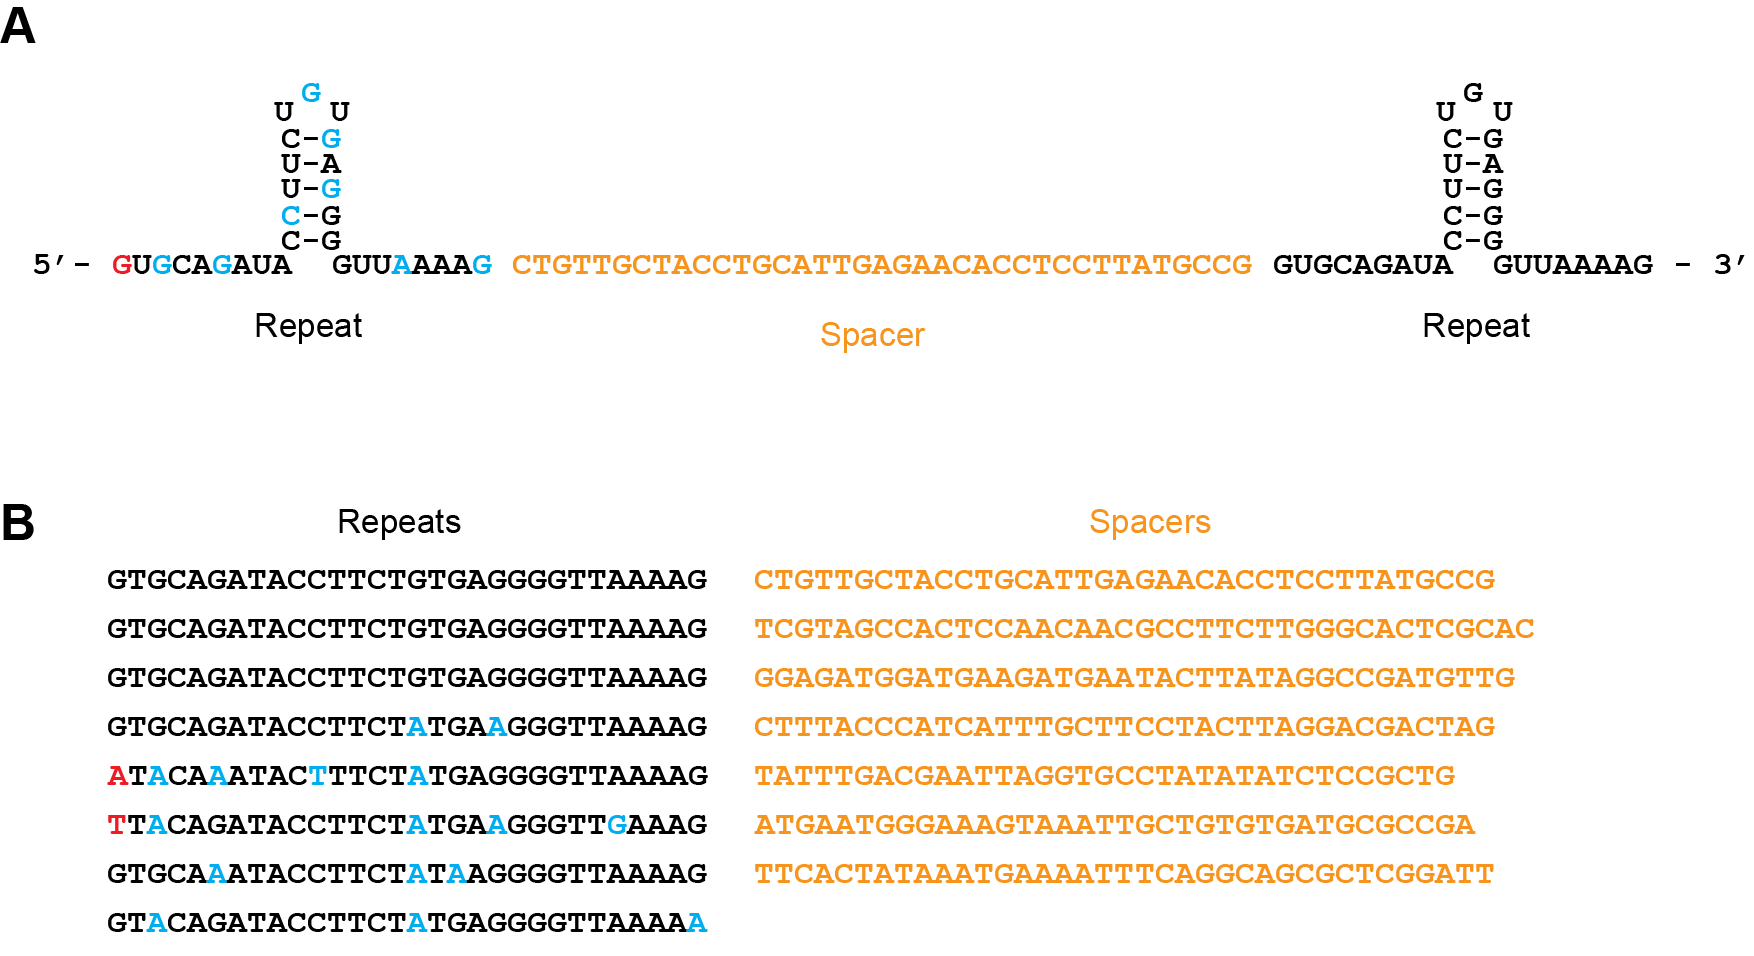 A
G
U U
C-G
U-A
U-G
C-G
C-G
5′- GUGCAGAUA GUUAAAAG CTGTTGCTACCTGCATTGAGAACACCTCCTTATGCCG GUGCAGAUA GUUAAAAG - 3′
G
U U
C-G
U-A
U-G
C-G
C-G
Repeat Spacer Repeat
B
Repeats Spacers
GTGCAGATACCTTCTGTGAGGGGTTAAAAG CTGTTGCTACCTGCATTGAGAACACCTCCTTATGCCG
GTGCAGATACCTTCTGTGAGGGGTTAAAAG TCGTAGCCACTCCAACAACGCCTTCTTGGGCACTCGCAC
GTGCAGATACCTTCTGTGAGGGGTTAAAAG GGAGATGGATGAAGATGAATACTTATAGGCCGATGTTG
GTGCAGATACCTTCTATGAAGGGTTAAAAG CTTTACCCATCATTTGCTTCCTACTTAGGACGACTAG
ATACAAATACTTTCTATGAGGGGTTAAAAG TATTTGACGAATTAGGTGCCTATATATCTCCGCTG
TTACAGATACCTTCTATGAAGGGTTGAAAG ATGAATGGGAAAGTAAATTGCTGTGTGATGCGCCGA
GTGCAAATACCTTCTATAAGGGGTTAAAAG TTCACTATAAATGAAAATTTCAGGCAGCGCTCGGATT
GTACAGATACCTTCTATGAGGGGTTAAAAA